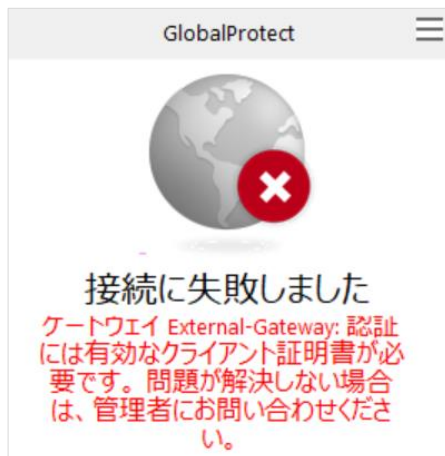 GlobalProtect
接続に失敗しました
ゲートウェイ External-Gateway: 認証
には有効なクライアント証明書が必
要です。問題が解決しない場合
は、管理者にお問い合わせくださ
い。